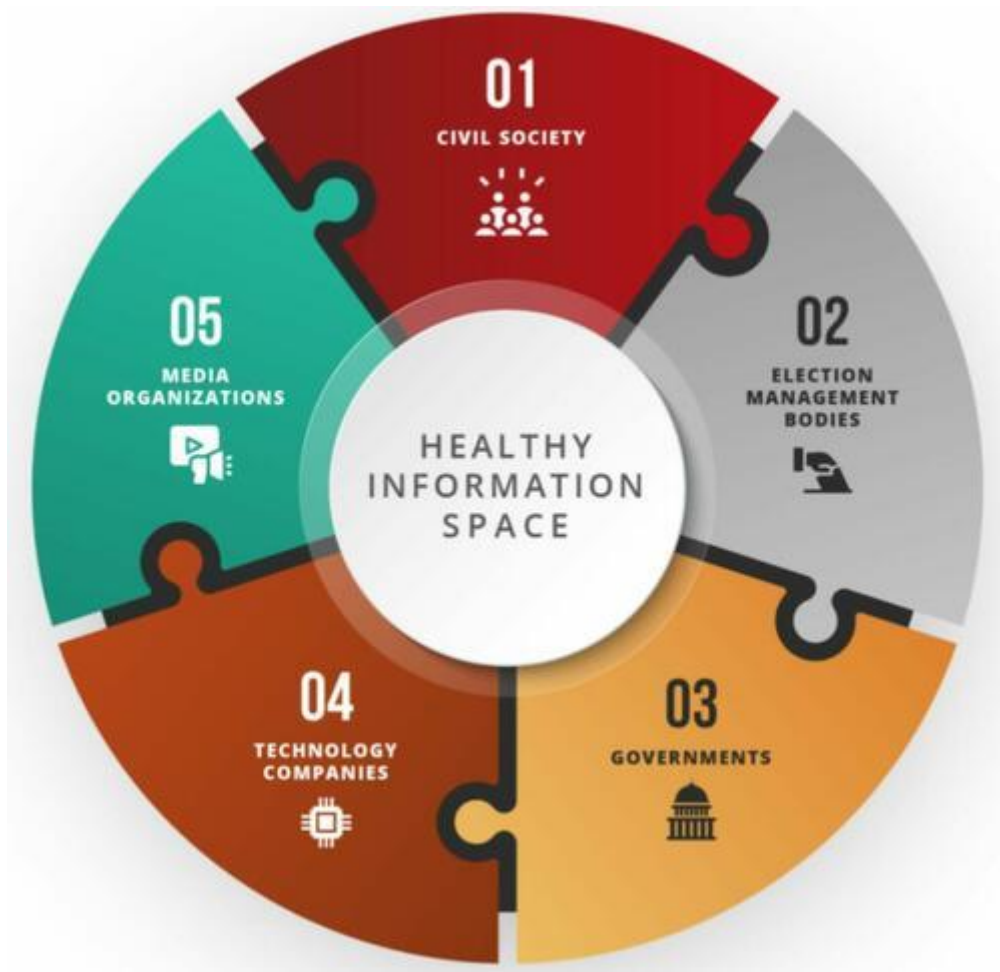 01
CIVIL SOCIETY
02
ELECTION
MANAGEMENT
BODIES
03
GOVERNMENTS
04
TECHNOLOGY
COMPANIES
05
MEDIA
ORGANIZATIONS
HEALTHY
INFORMATION
SPACE